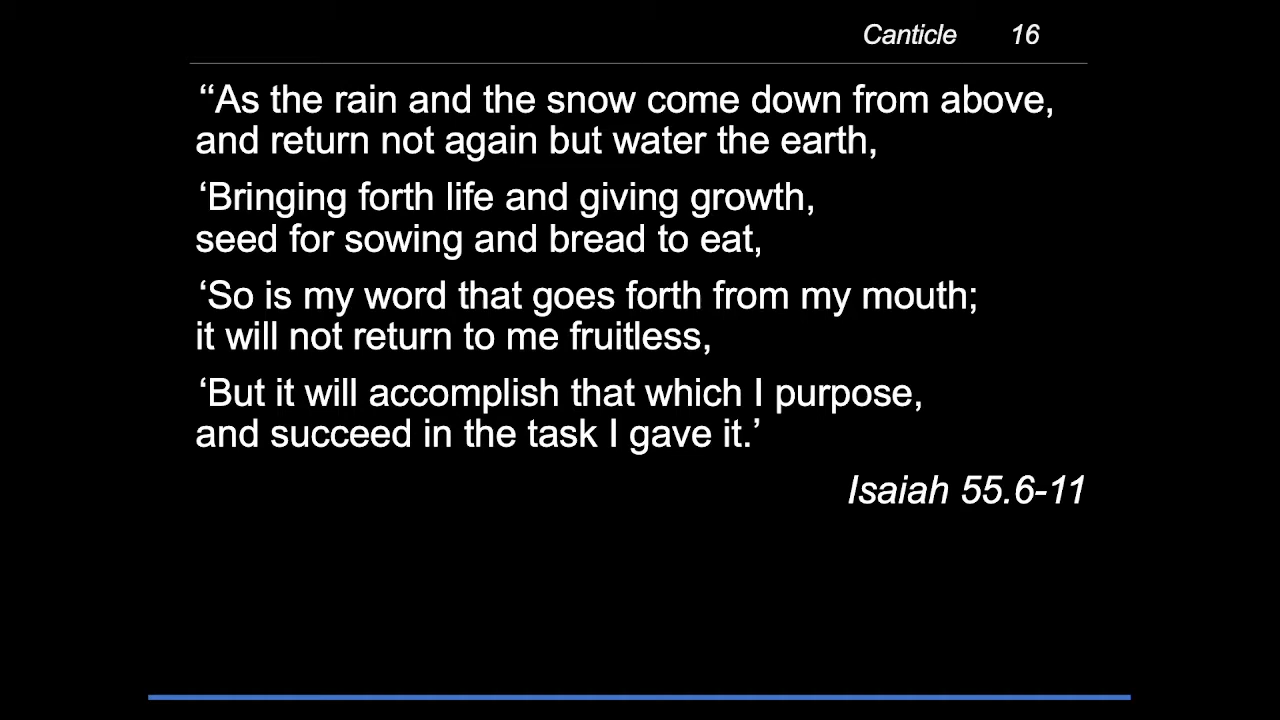 Canticle 16
“As the rain and the snow come down from above,
and return not again but water the earth,
‘Bringing forth life and giving growth,
seed for sowing and bread to eat,
‘So is my word that goes forth from my mouth;
it will not return to me fruitless,
‘But it will accomplish that which I purpose,
and succeed in the task I gave it.’
Isaiah 55.6-11